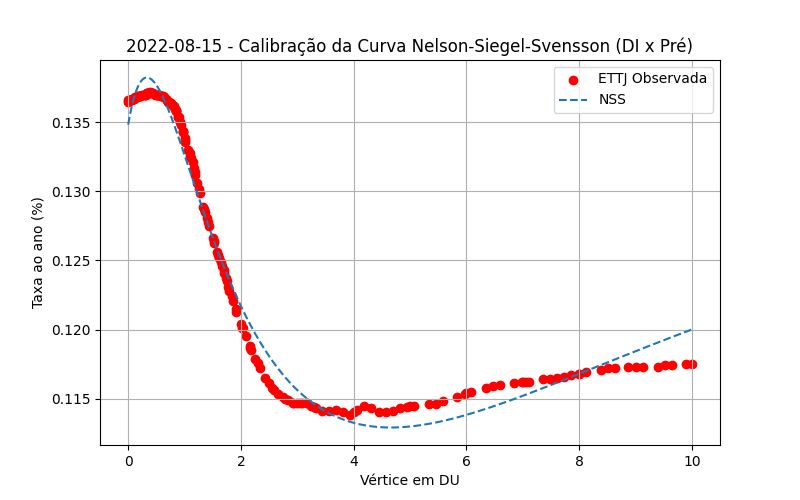 2022-08-15 - Calibração da Curva Nelson-Siegel-Svensson (DI x Pré)
ETTJ Observada
NSS
Taxa ao ano (%)
0.135
0.130
0.125
0.120
0.115
0 2 4 6 8 10
Vértice em DU